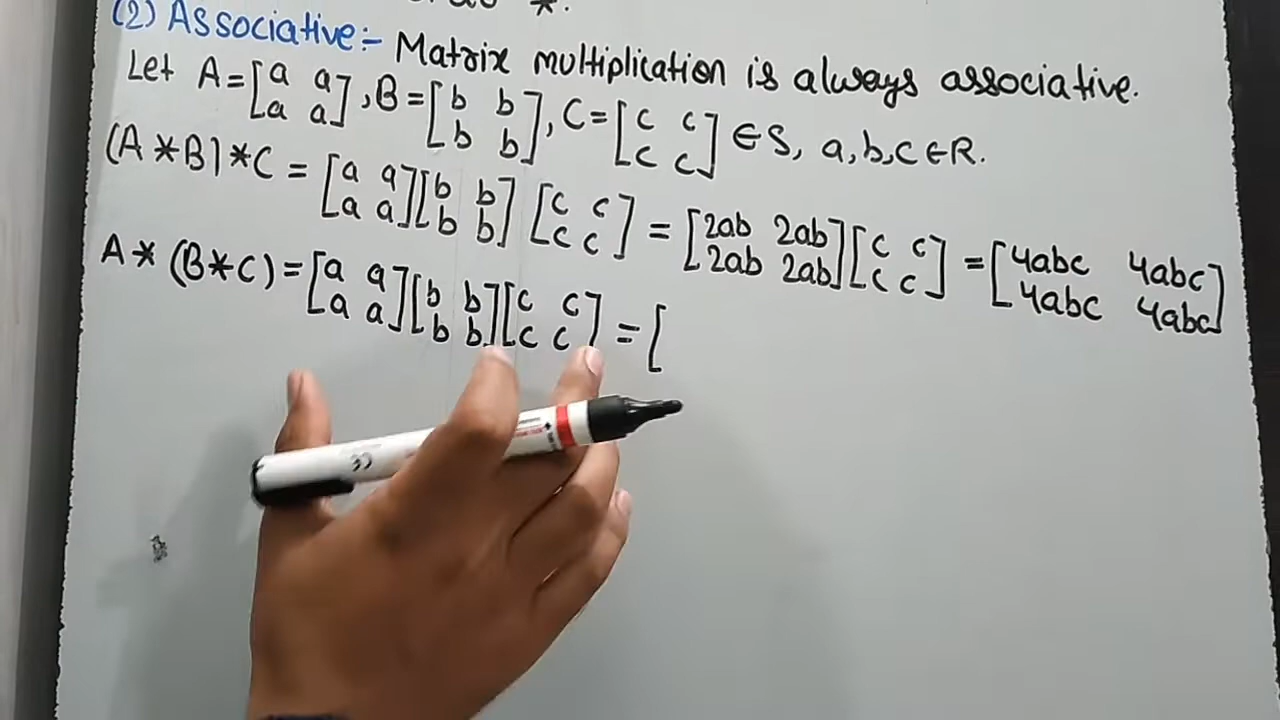 (2) Associative:- Matrix multiplication is always associative.
Let A = [a a
a a], B = [b b
b b], C = [c c
c c] ∈ S, a,b,c ∈ R.
(A * B) * C = [a a
a a][b b
b b] [c c
c c] = [2ab 2ab
2ab 2ab][c c
c c] = [4abc 4abc
4abc 4abc]
A * (B * C) = [a a
a a][b b
b b][c c
c c] = [